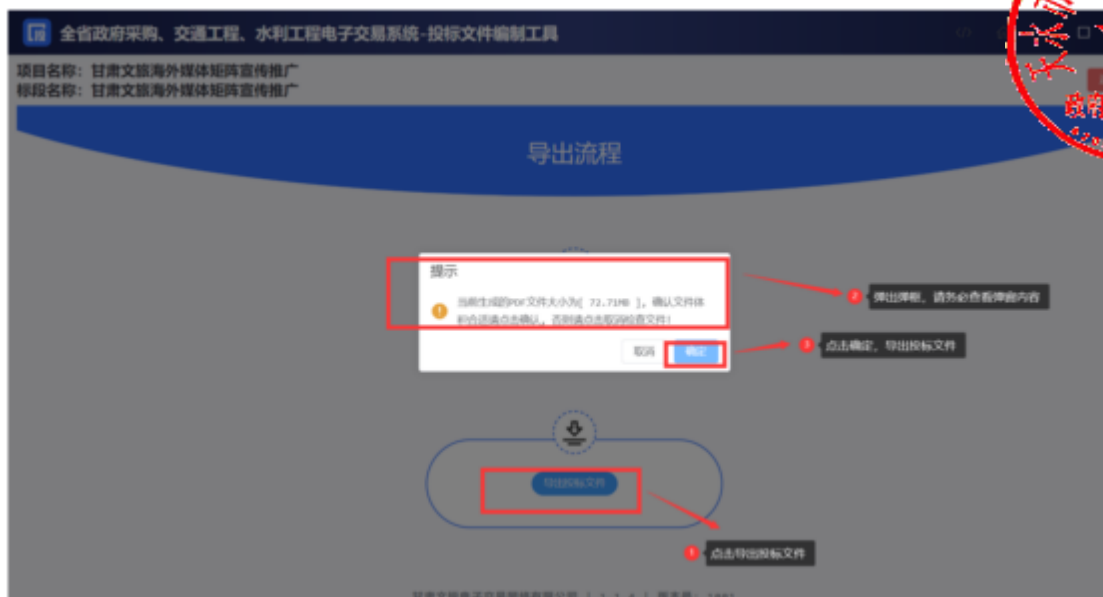 投 全省政府采购、交通工程、水利工程电子交易系统-投标文件编制工具
项目名称：甘肃文旅海外媒体矩阵宣传推广
标段名称：甘肃文旅海外媒体矩阵宣传推广
导出流程
提示
当前生成的PDF文件大小为[ 72.71MB ]，确认文件体
积合适请点击确认，否则请点击取消检查文件！
取消 确定
2 弹出弹框，请务必查看弹窗内容
3 点击确定，导出投标文件
导出投标文件
1 点击导出投标文件